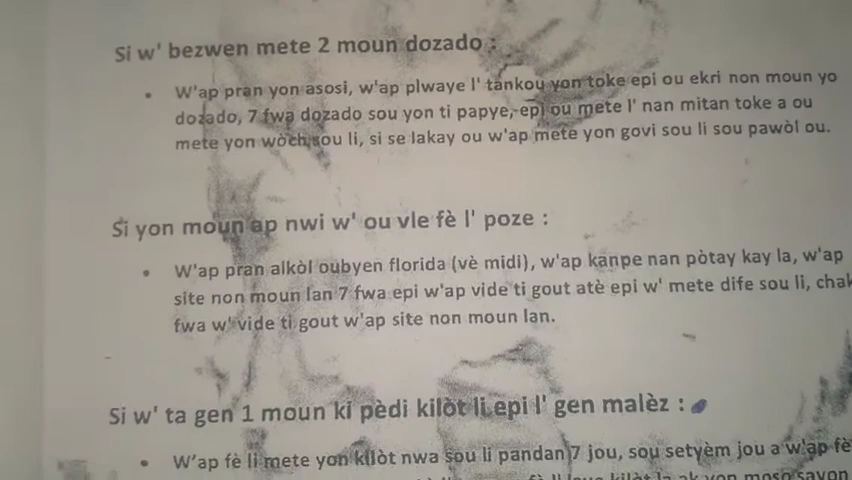 Si w' bezwen mete 2 moun dozado :
• W'ap pran yon asosi, w'ap plwaye l' tankou yon toke epi ou ekri non moun yo
dozado, 7 fwa dozado sou yon ti papye, epi ou mete l' nan mitan toke a ou
mete yon wòch sou li, si se lakay ou w'ap mete yon govi sou li sou pawòl ou.
Si yon moun ap nwi w' ou vle fè l' poze :
• W'ap pran alkòl oubyen florida (vè midi), w'ap kanpe nan pòtay kay la, w'ap
site non moun lan 7 fwa epi w'ap vide ti gout atè epi w' mete dife sou li, chak
fwa w' vide ti gout w'ap site non moun lan.
Si w' ta gen 1 moun ki pèdi kilòt li epi l' gen malèz :
• W'ap fè li mete yon kilòt nwa sou li pandan 7 jou, sou setyèm jou a w'ap fè
kilòt la ak yon moso savon